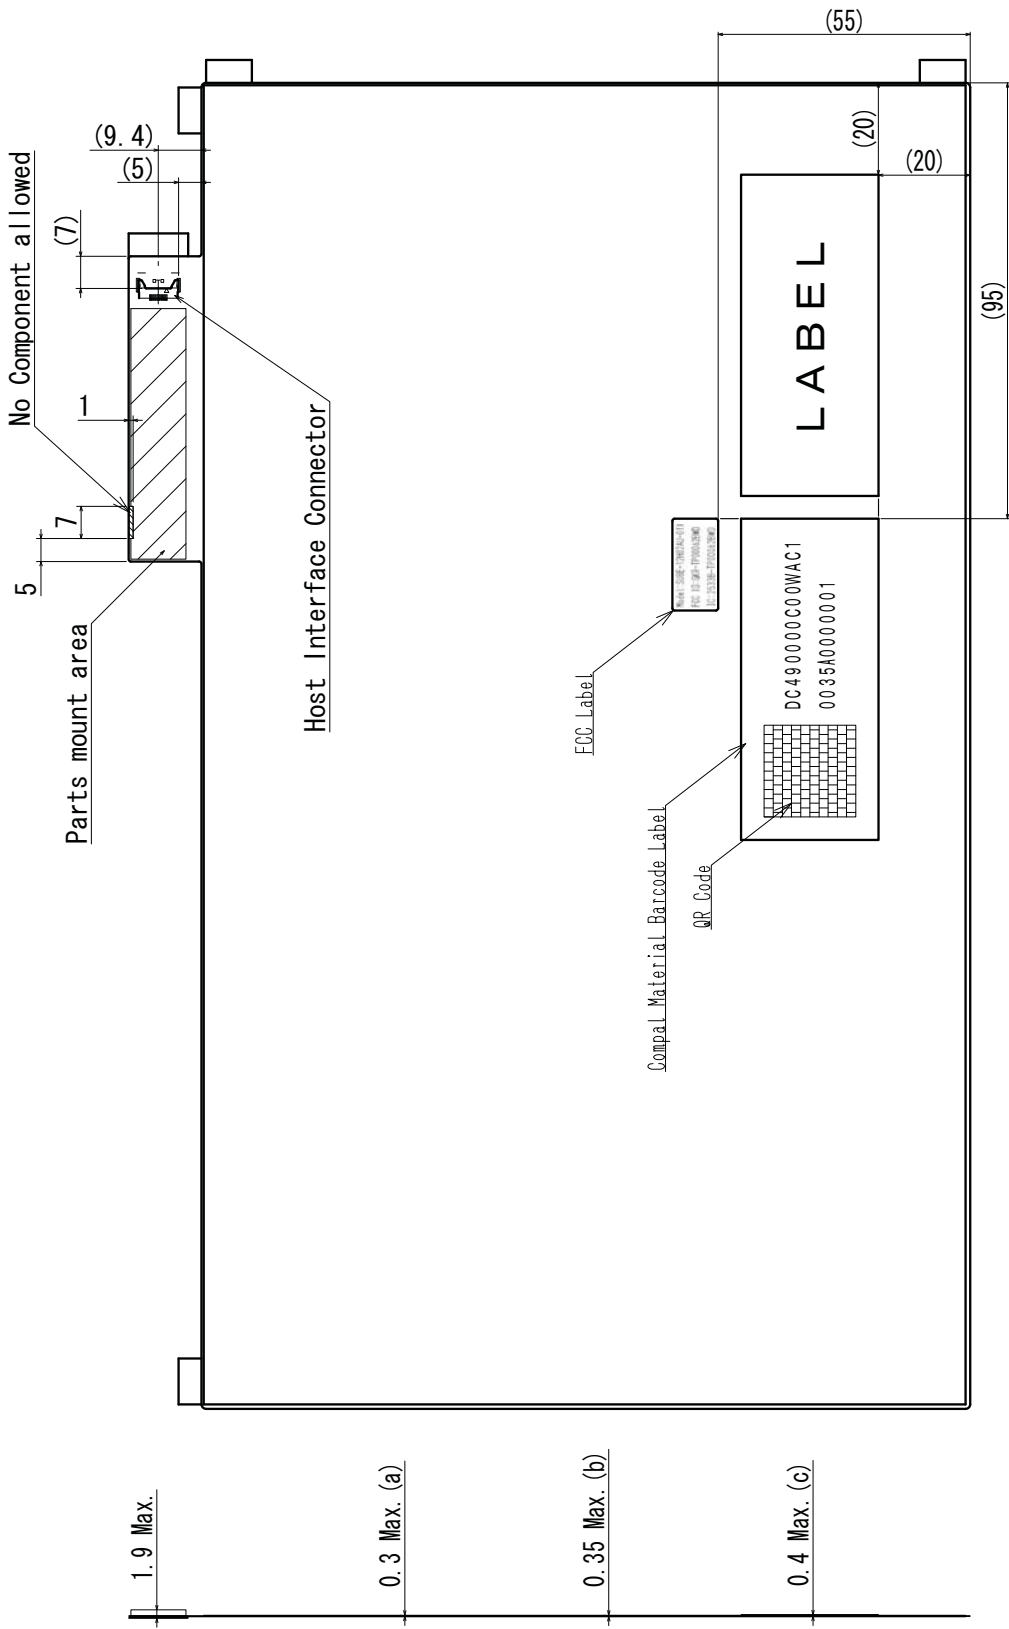 (55)
(9.4)
(5)
(7)
No Component allowed
1
7
5
Parts mount area
Host Interface Connector
(20)
(20)
(95)
LABEL
FCC Label
DC490000C00WAC1
0035A0000001
Compal Material Barcode Label
QR Code
1.9 Max.
0.3 Max. (a)
0.35 Max. (b)
0.4 Max. (c)